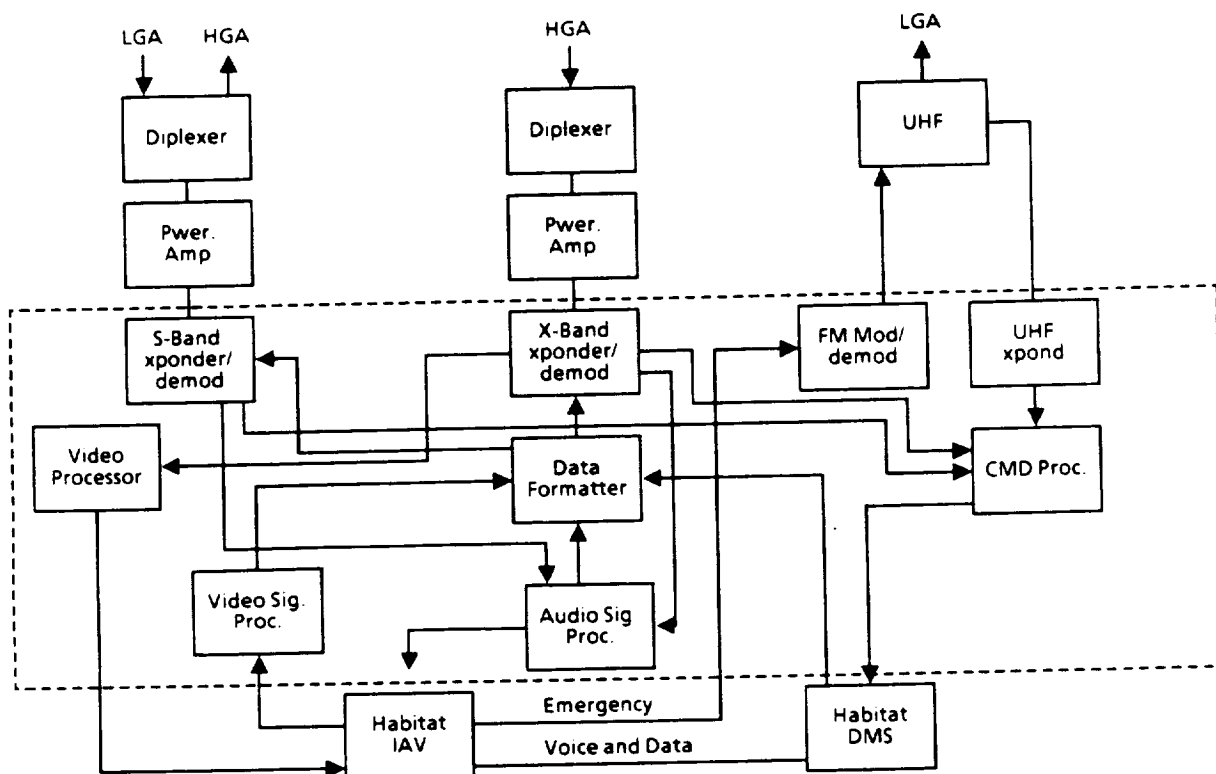 LGA
HGA
HGA
LGA
Diplexer
Diplexer
UHF
Pwer.
Amp
Pwer.
Amp
S-Band
xponder/
demod
X-Band
xponder/
demod
FM Mod/
demod
UHF
xpond
Video
Processor
Data
Formatter
CMD Proc.
Video Sig.
Proc.
Audio Sig
Proc.
Habitat
IAV
Emergency
Voice and Data
Habitat
DMS